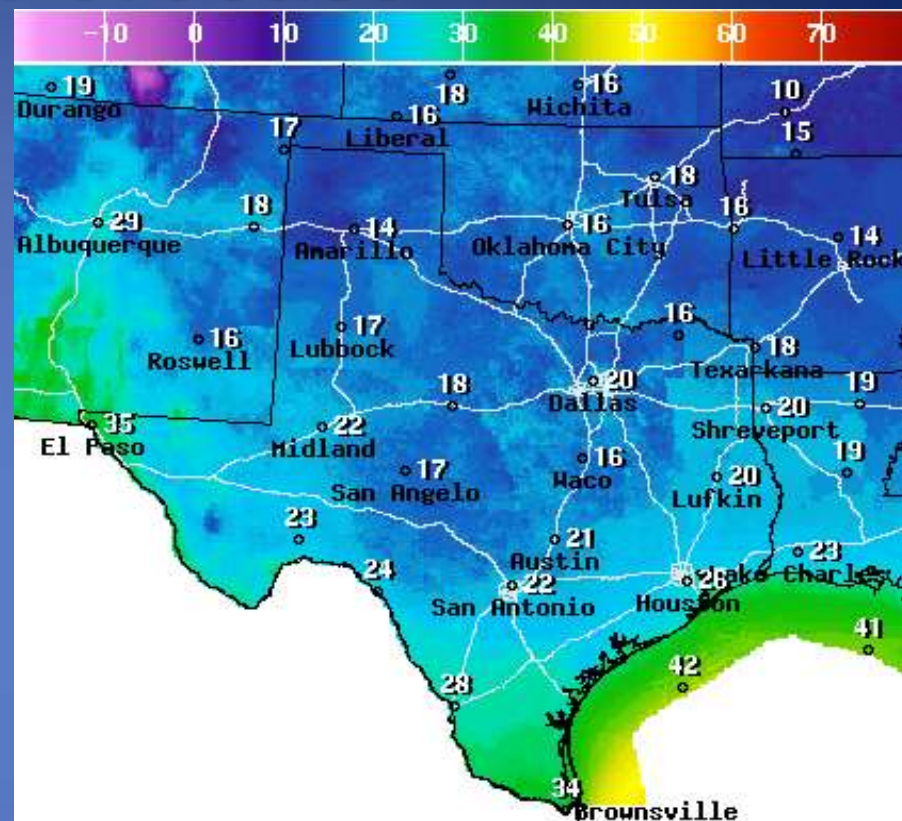 -10 0 10 20 30 40 50 60 70
19 18 16 10
Durango 16 Wichita
17 Liberal 15
18 Tulsa
29 18 14 16 16 14
Albuquerque Amarillo Oklahoma City Little Rock
16 17 16 18
Roswell Lubbock Texarkana
18 20 20 19
35 22 Dallas Shreveport
El Paso Midland 17 16 20 19
San Angelo Waco Lufkin
23 21 23
Austin
24 22 26 Lake Charles
San Antonio Houston
41
28 42
34
Brownsville